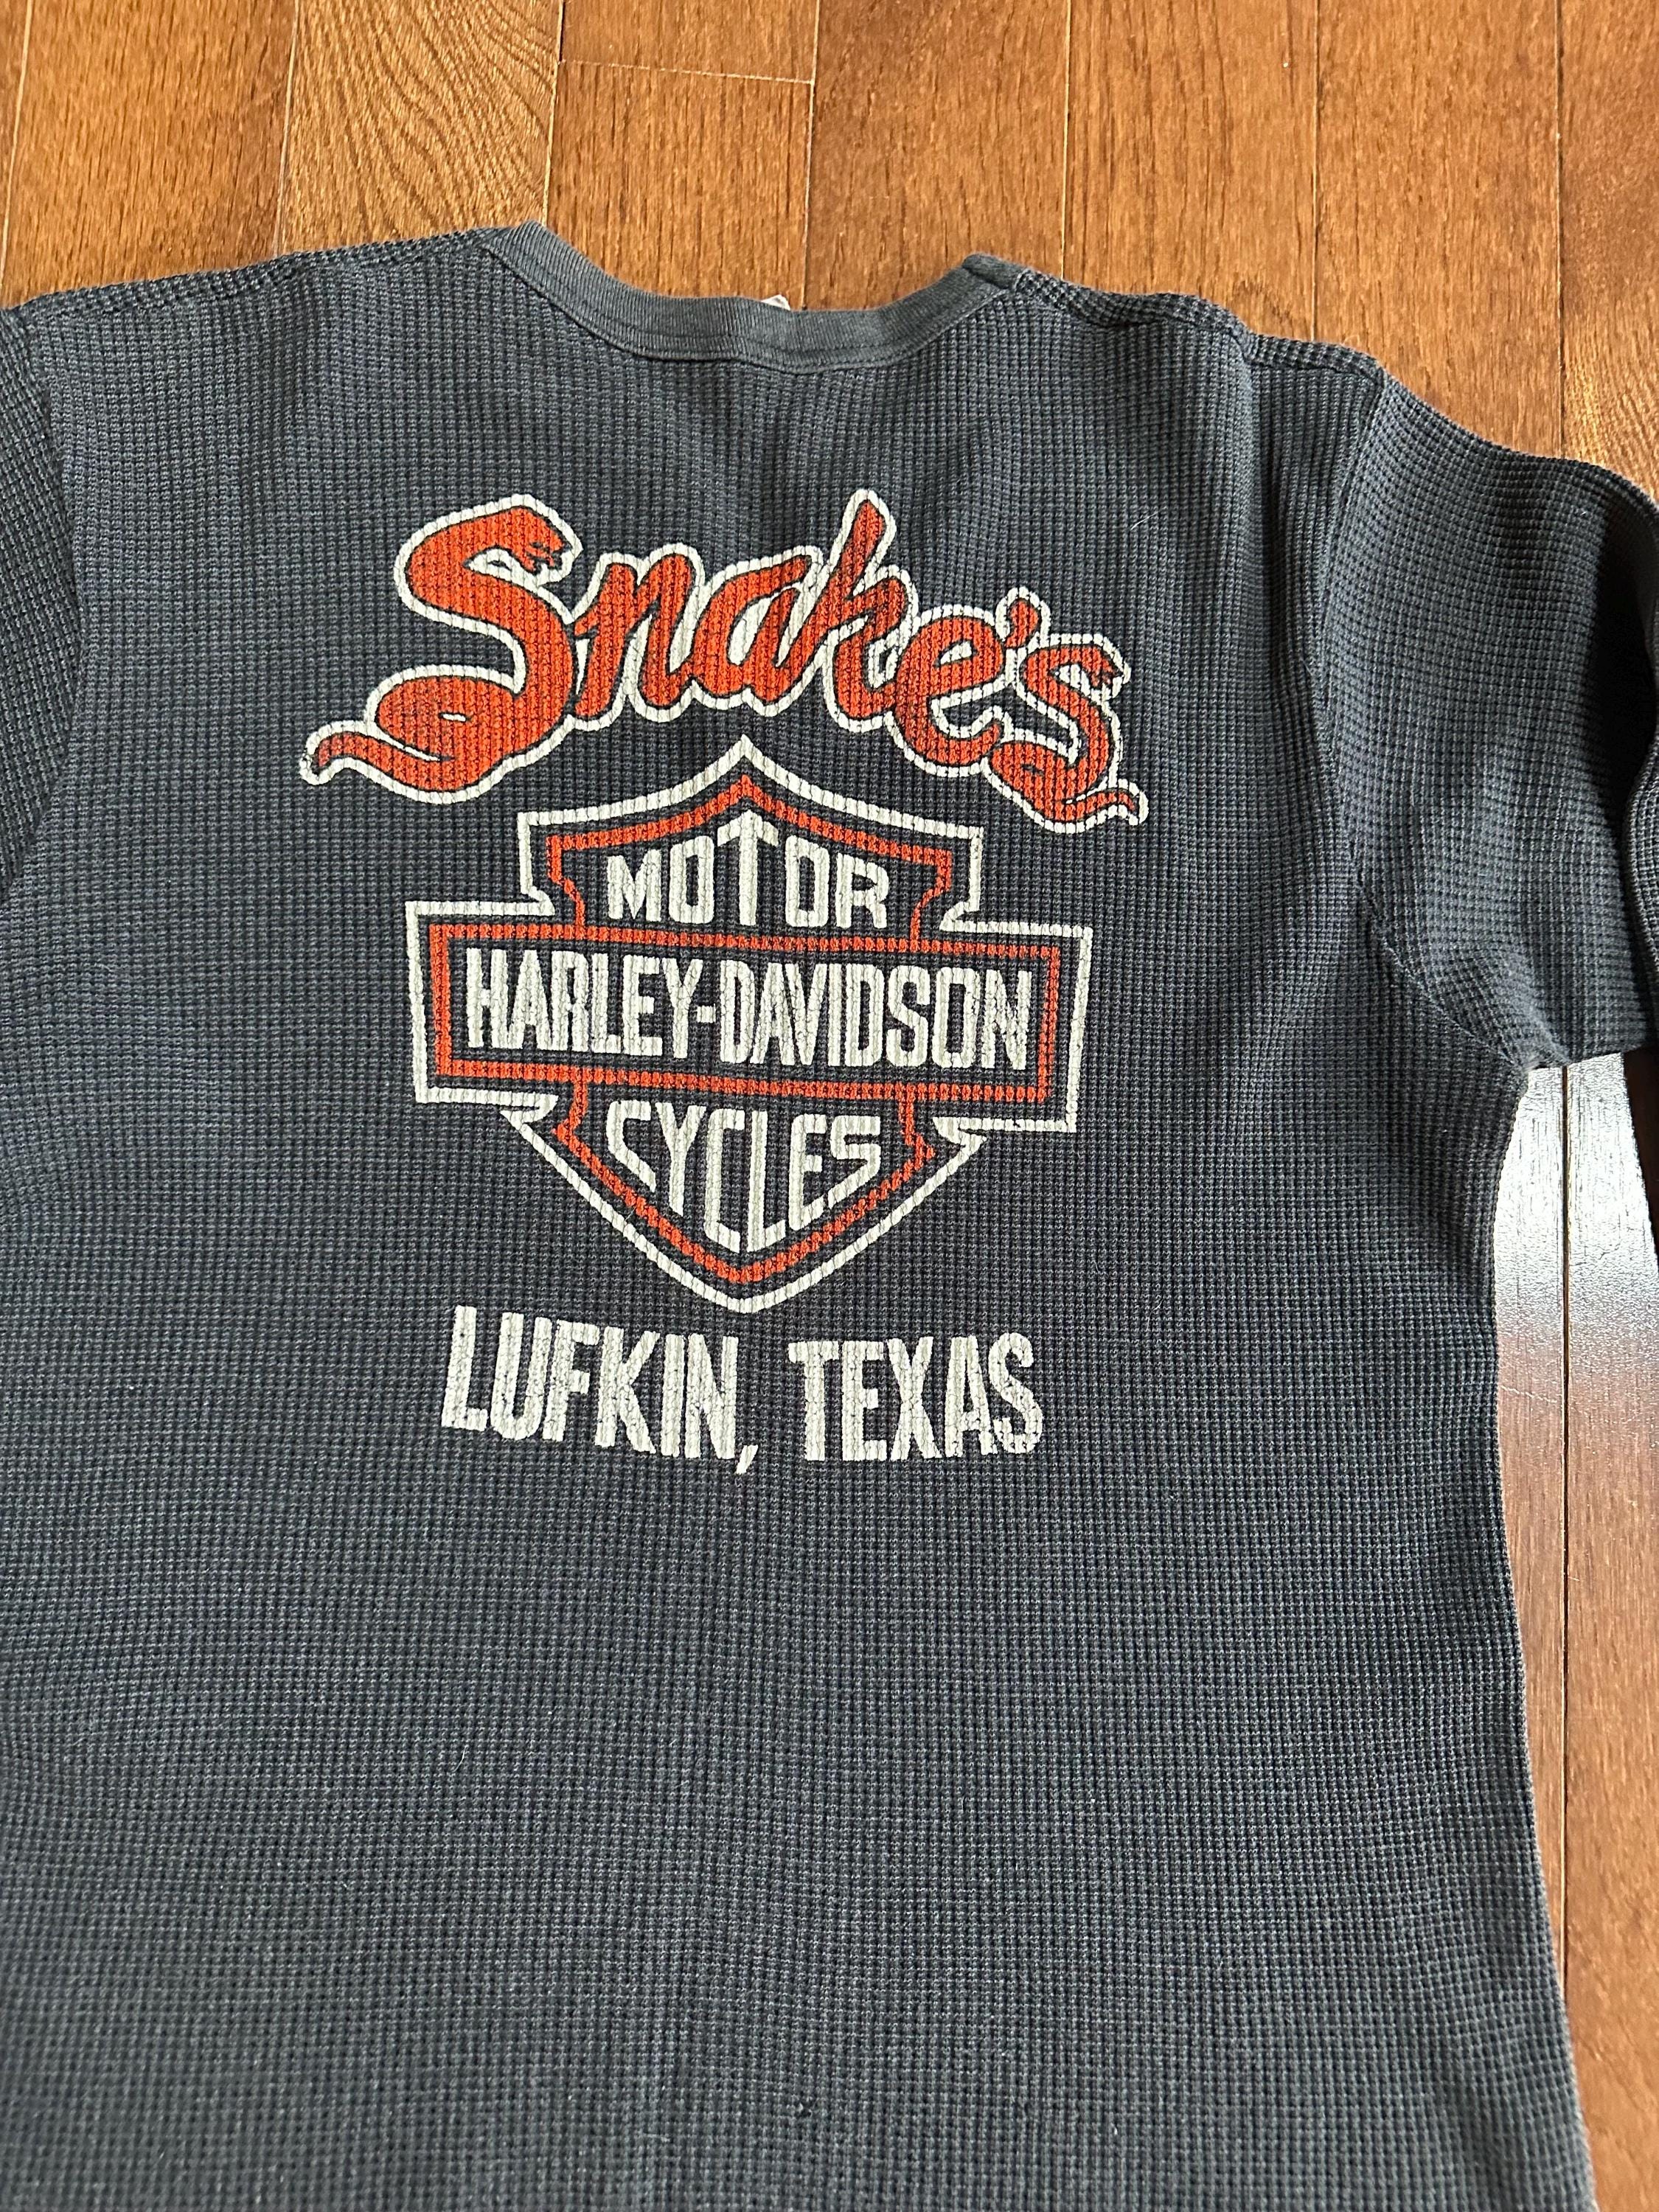 Snake's
MOTOR
HARLEY-DAVIDSON
CYCLES
LUFKIN, TEXAS